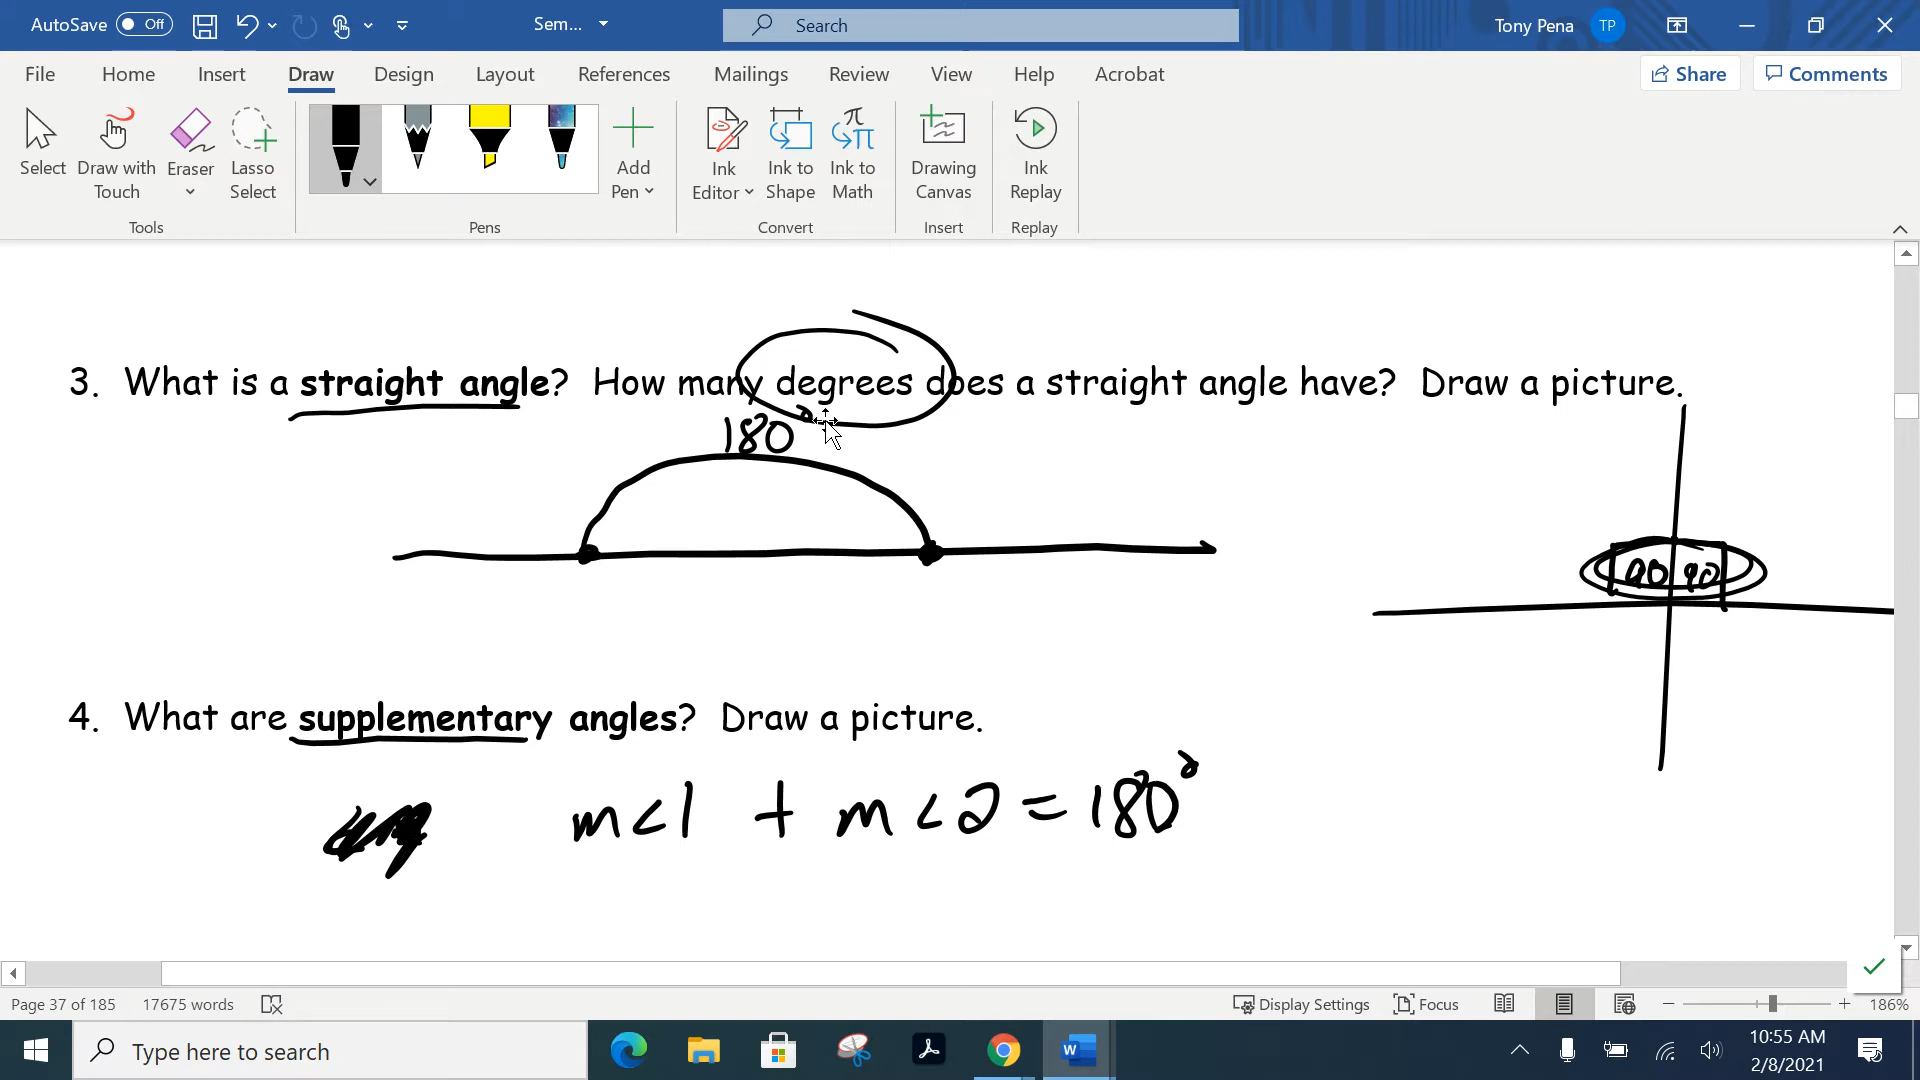 AutoSave Off Sem... Search Tony Pena TP
File Home Insert Draw Design Layout References Mailings Review View Help Acrobat Share Comments
Select Draw with Touch Eraser Lasso Select Add Pen Ink Editor Ink to Shape Ink to Math Drawing Canvas Ink Replay
Tools Pens Convert Insert Replay
3. What is a straight angle? How many degrees does a straight angle have? Draw a picture.
180°
90 90
4. What are supplementary angles? Draw a picture.
m<1 + m<2 = 180°
Page 37 of 185 17675 words Display Settings Focus 186%
Type here to search 10:55 AM
2/8/2021